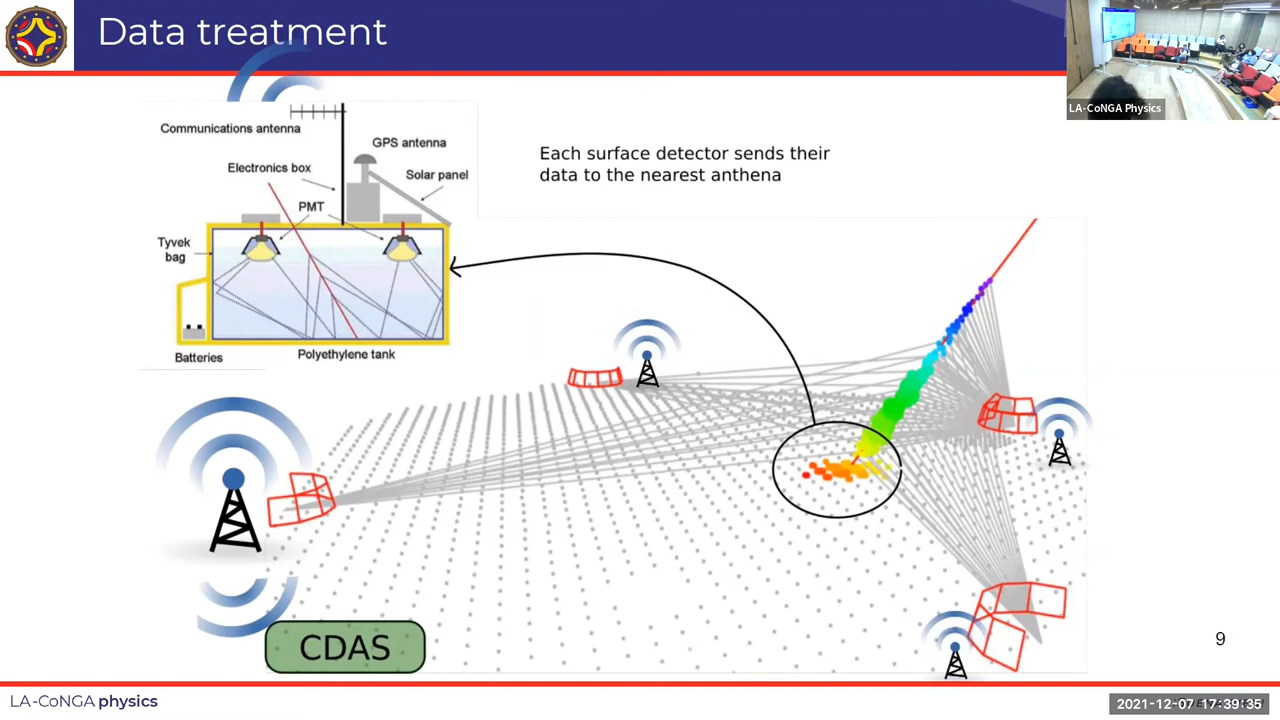 Data treatment
LA-CoNGA Physics
Communications antenna
GPS antenna
Electronics box
Solar panel
PMT
Tyvek
bag
Batteries
Polyethylene tank
Each surface detector sends their
data to the nearest anthena
CDAS
9
LA-CoNGA physics
2021-12-07 17:39:35